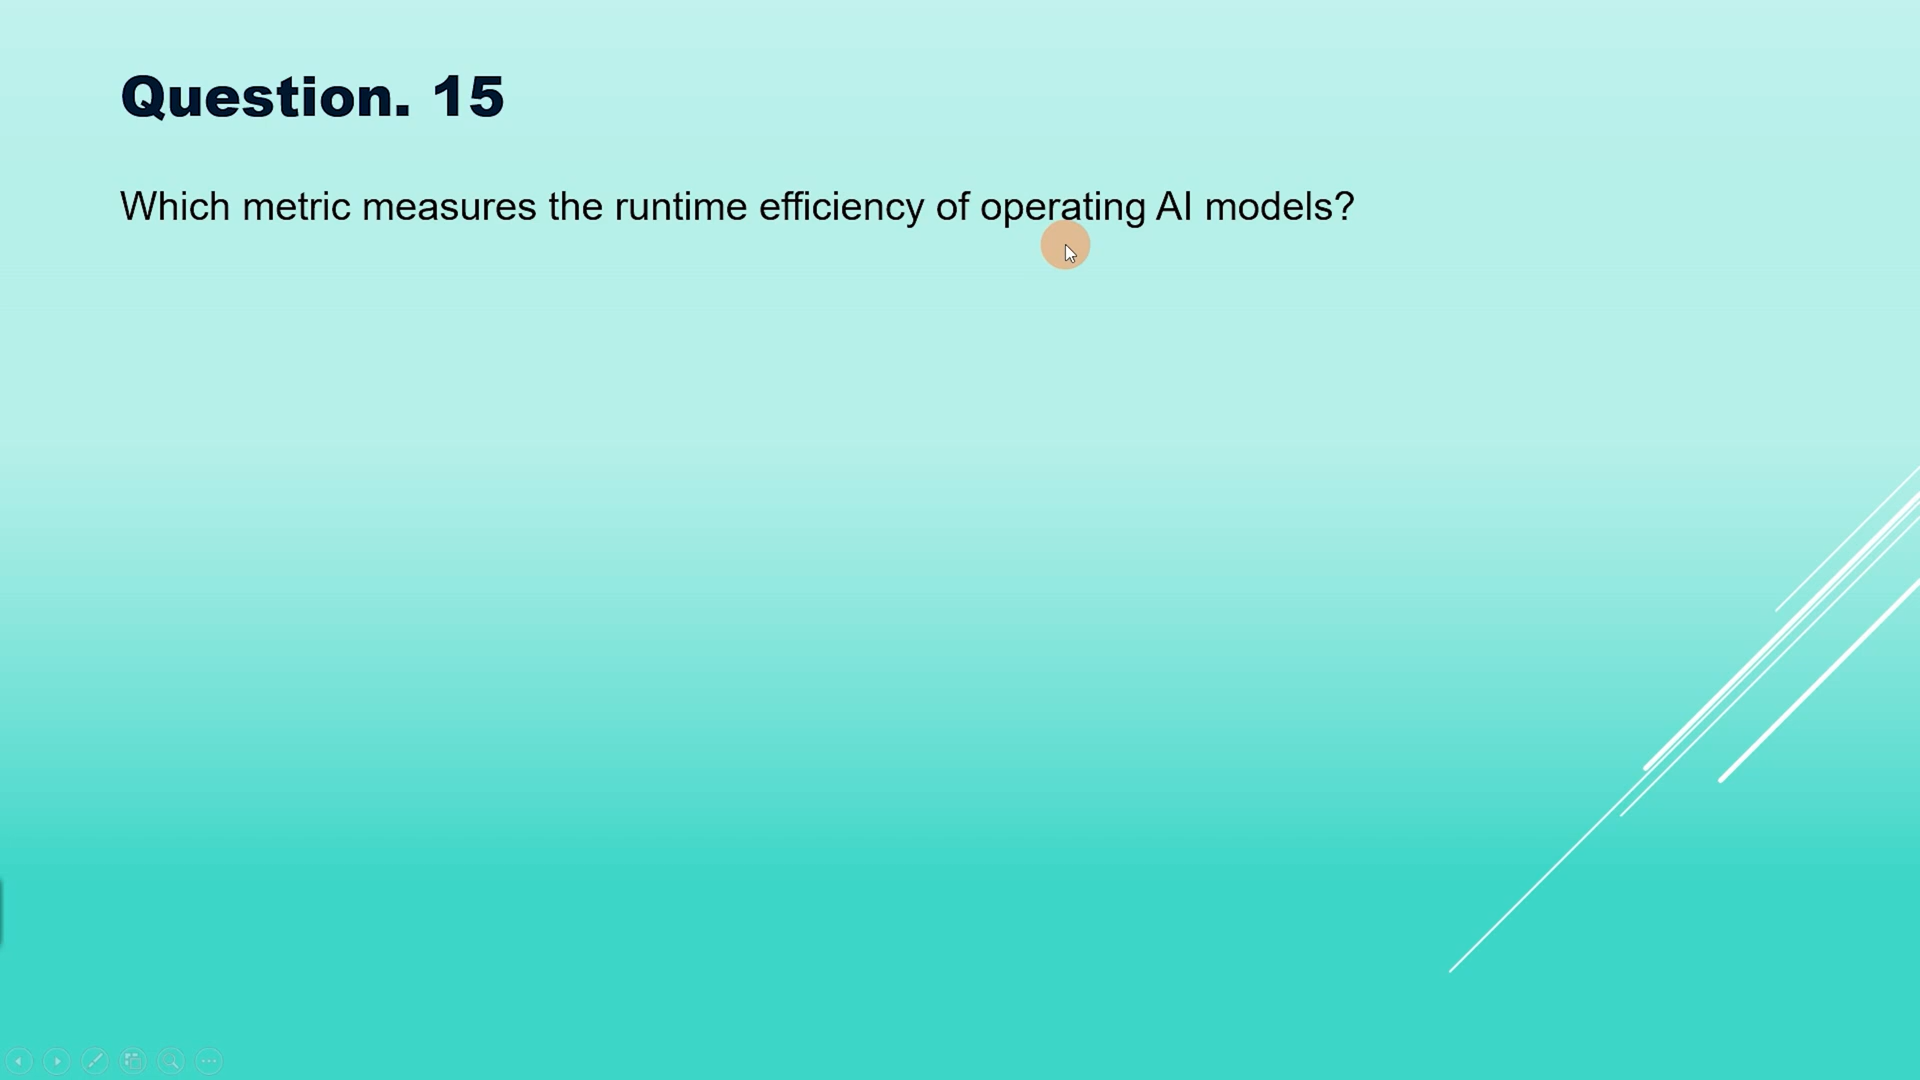 Question. 15
Which metric measures the runtime efficiency of operating AI models?